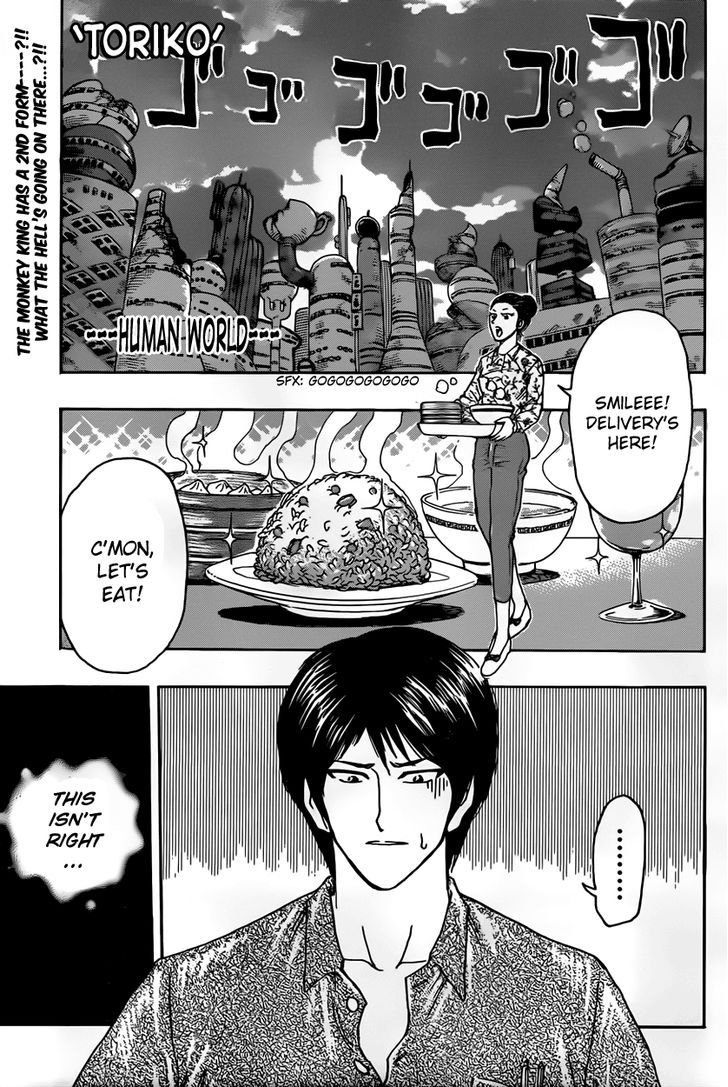 'TORIKO'
THE MONKEY KING HAS A 2ND FORM----?!!
WHAT THE HELL'S GOING ON THERE...?!!
ゴゴゴゴゴゴ
---HUMAN WORLD---
SFX: GOGOGOGOGOGO
SMILEEE!
DELIVERY'S
HERE!
C'MON,
LET'S
EAT!
........
THIS
ISN'T
RIGHT
...